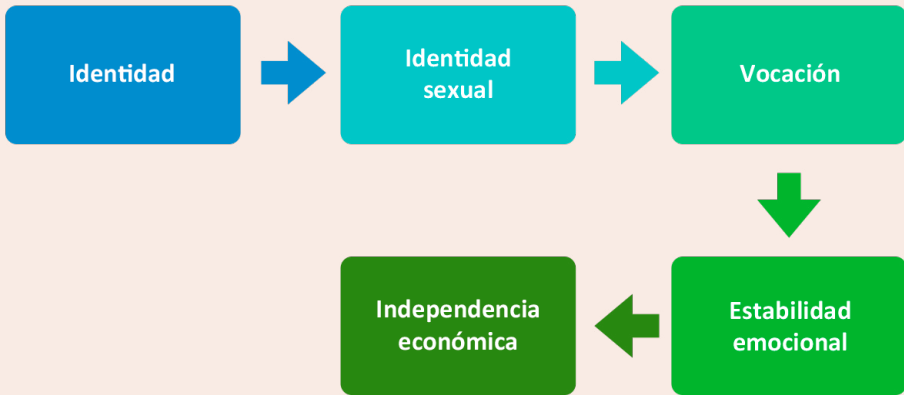 Identidad
Identidad
sexual
Vocación
Estabilidad
emocional
Independencia
económica